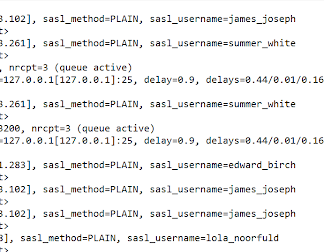 3.102], sasl_method=PLAIN, sasl_username=james_joseph
t>
3.261], sasl_method=PLAIN, sasl_username=summer_white
, nrcpt=3 (queue active)
=127.0.0.1[127.0.0.1]:25, delay=0.9, delays=0.44/0.01/0.16
t>
3.261], sasl_method=PLAIN, sasl_username=summer_white
3200, nrcpt=3 (queue active)
=127.0.0.1[127.0.0.1]:25, delay=0.9, delays=0.44/0.01/0.16
t>
1.283], sasl_method=PLAIN, sasl_username=edward_birch
t>
3.102], sasl_method=PLAIN, sasl_username=james_joseph
t>
3.102], sasl_method=PLAIN, sasl_username=james_joseph
t>
8], sasl_method=PLAIN, sasl_username=lola_noorfuld